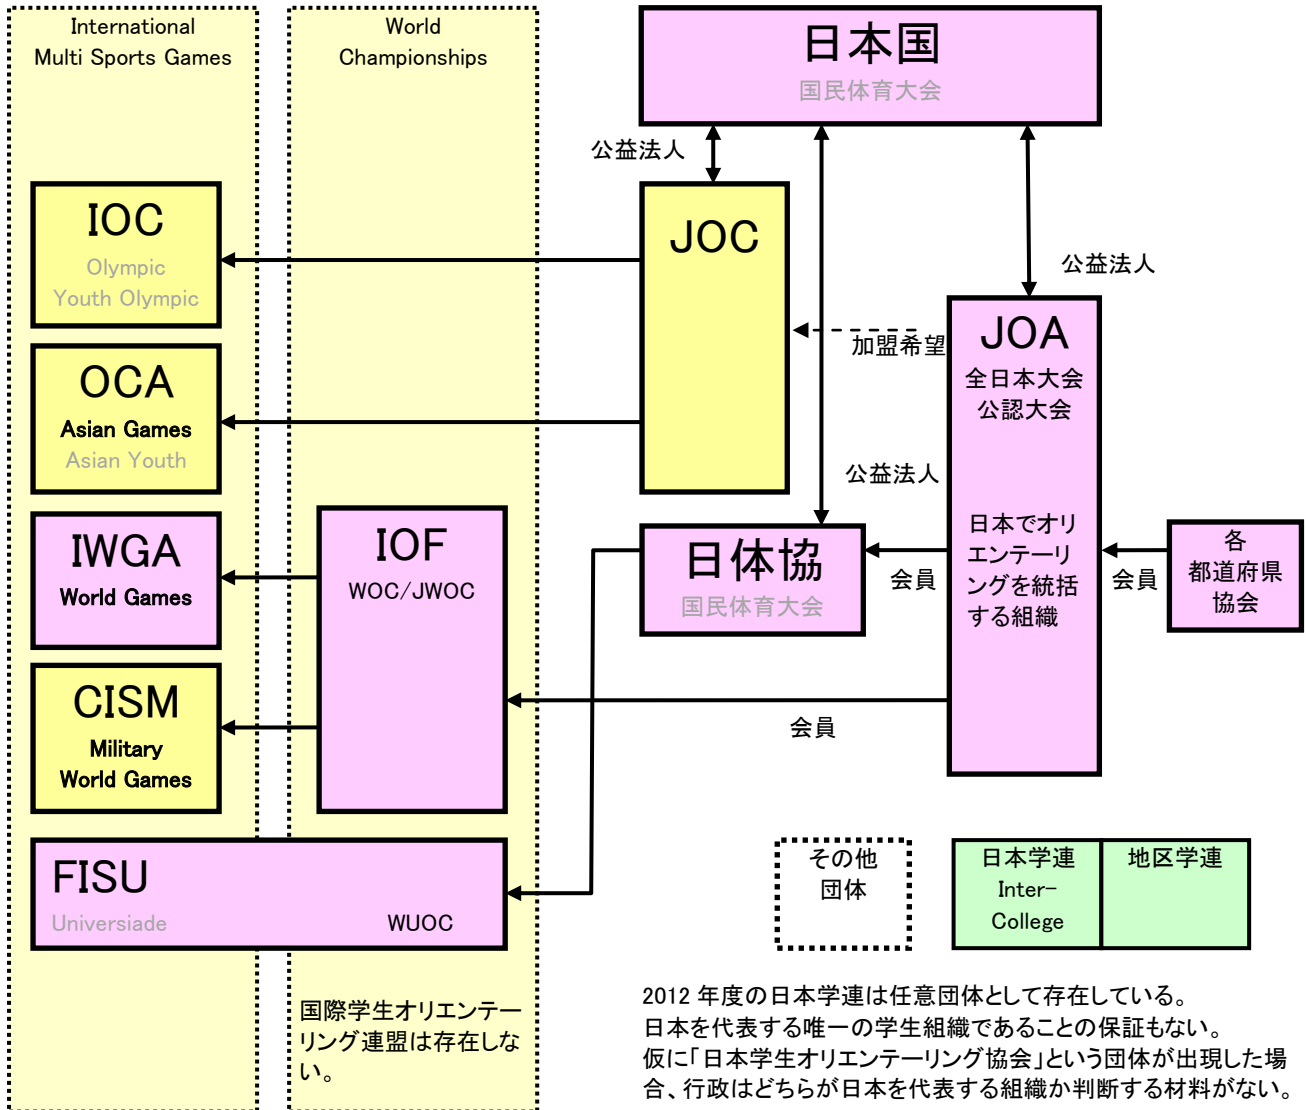 International
Multi Sports Games
World
Championships
日本国
国民体育大会
公益法人
IOC
Olympic
Youth Olympic
JOC
公益法人
加盟希望
JOA
全日本大会
公認大会
OCA
Asian Games
Asian Youth
公益法人
IWGA
World Games
IOF
WOC/JWOC
日体協
国民体育大会
会員
日本でオリ
エンテーリ
ングを統括
する組織
会員
各
都道府県
協会
CISM
Military
World Games
会員
FISU
Universiade
WUOC
その他
団体
日本学連
Inter-
College
地区学連
国際学生オリエンテー
リング連盟は存在しな
い。
2012 年度の日本学連は任意団体として存在している。
日本を代表する唯一の学生組織であることの保証もない。
仮に「日本学生オリエンテーリング協会」という団体が出現した場
合、行政はどちらが日本を代表する組織か判断する材料がない。